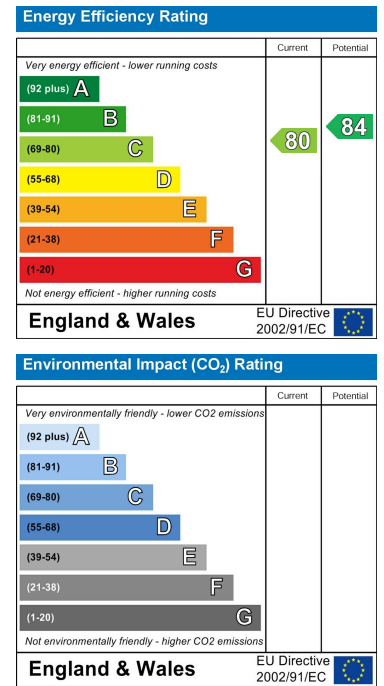 Energy Efficiency Rating
Current Potential
Very energy efficient - lower running costs
(92 plus) A
(81-91) B
(69-80) C
(55-68) D
(39-54) E
(21-38) F
(1-20) G
80
84
Not energy efficient - higher running costs
England & Wales
EU Directive
2002/91/EC
Environmental Impact (CO₂) Rating
Current Potential
Very environmentally friendly - lower CO2 emissions
(92 plus) A
(81-91) B
(69-80) C
(55-68) D
(39-54) E
(21-38) F
(1-20) G
Not environmentally friendly - higher CO2 emissions
England & Wales
EU Directive
2002/91/EC